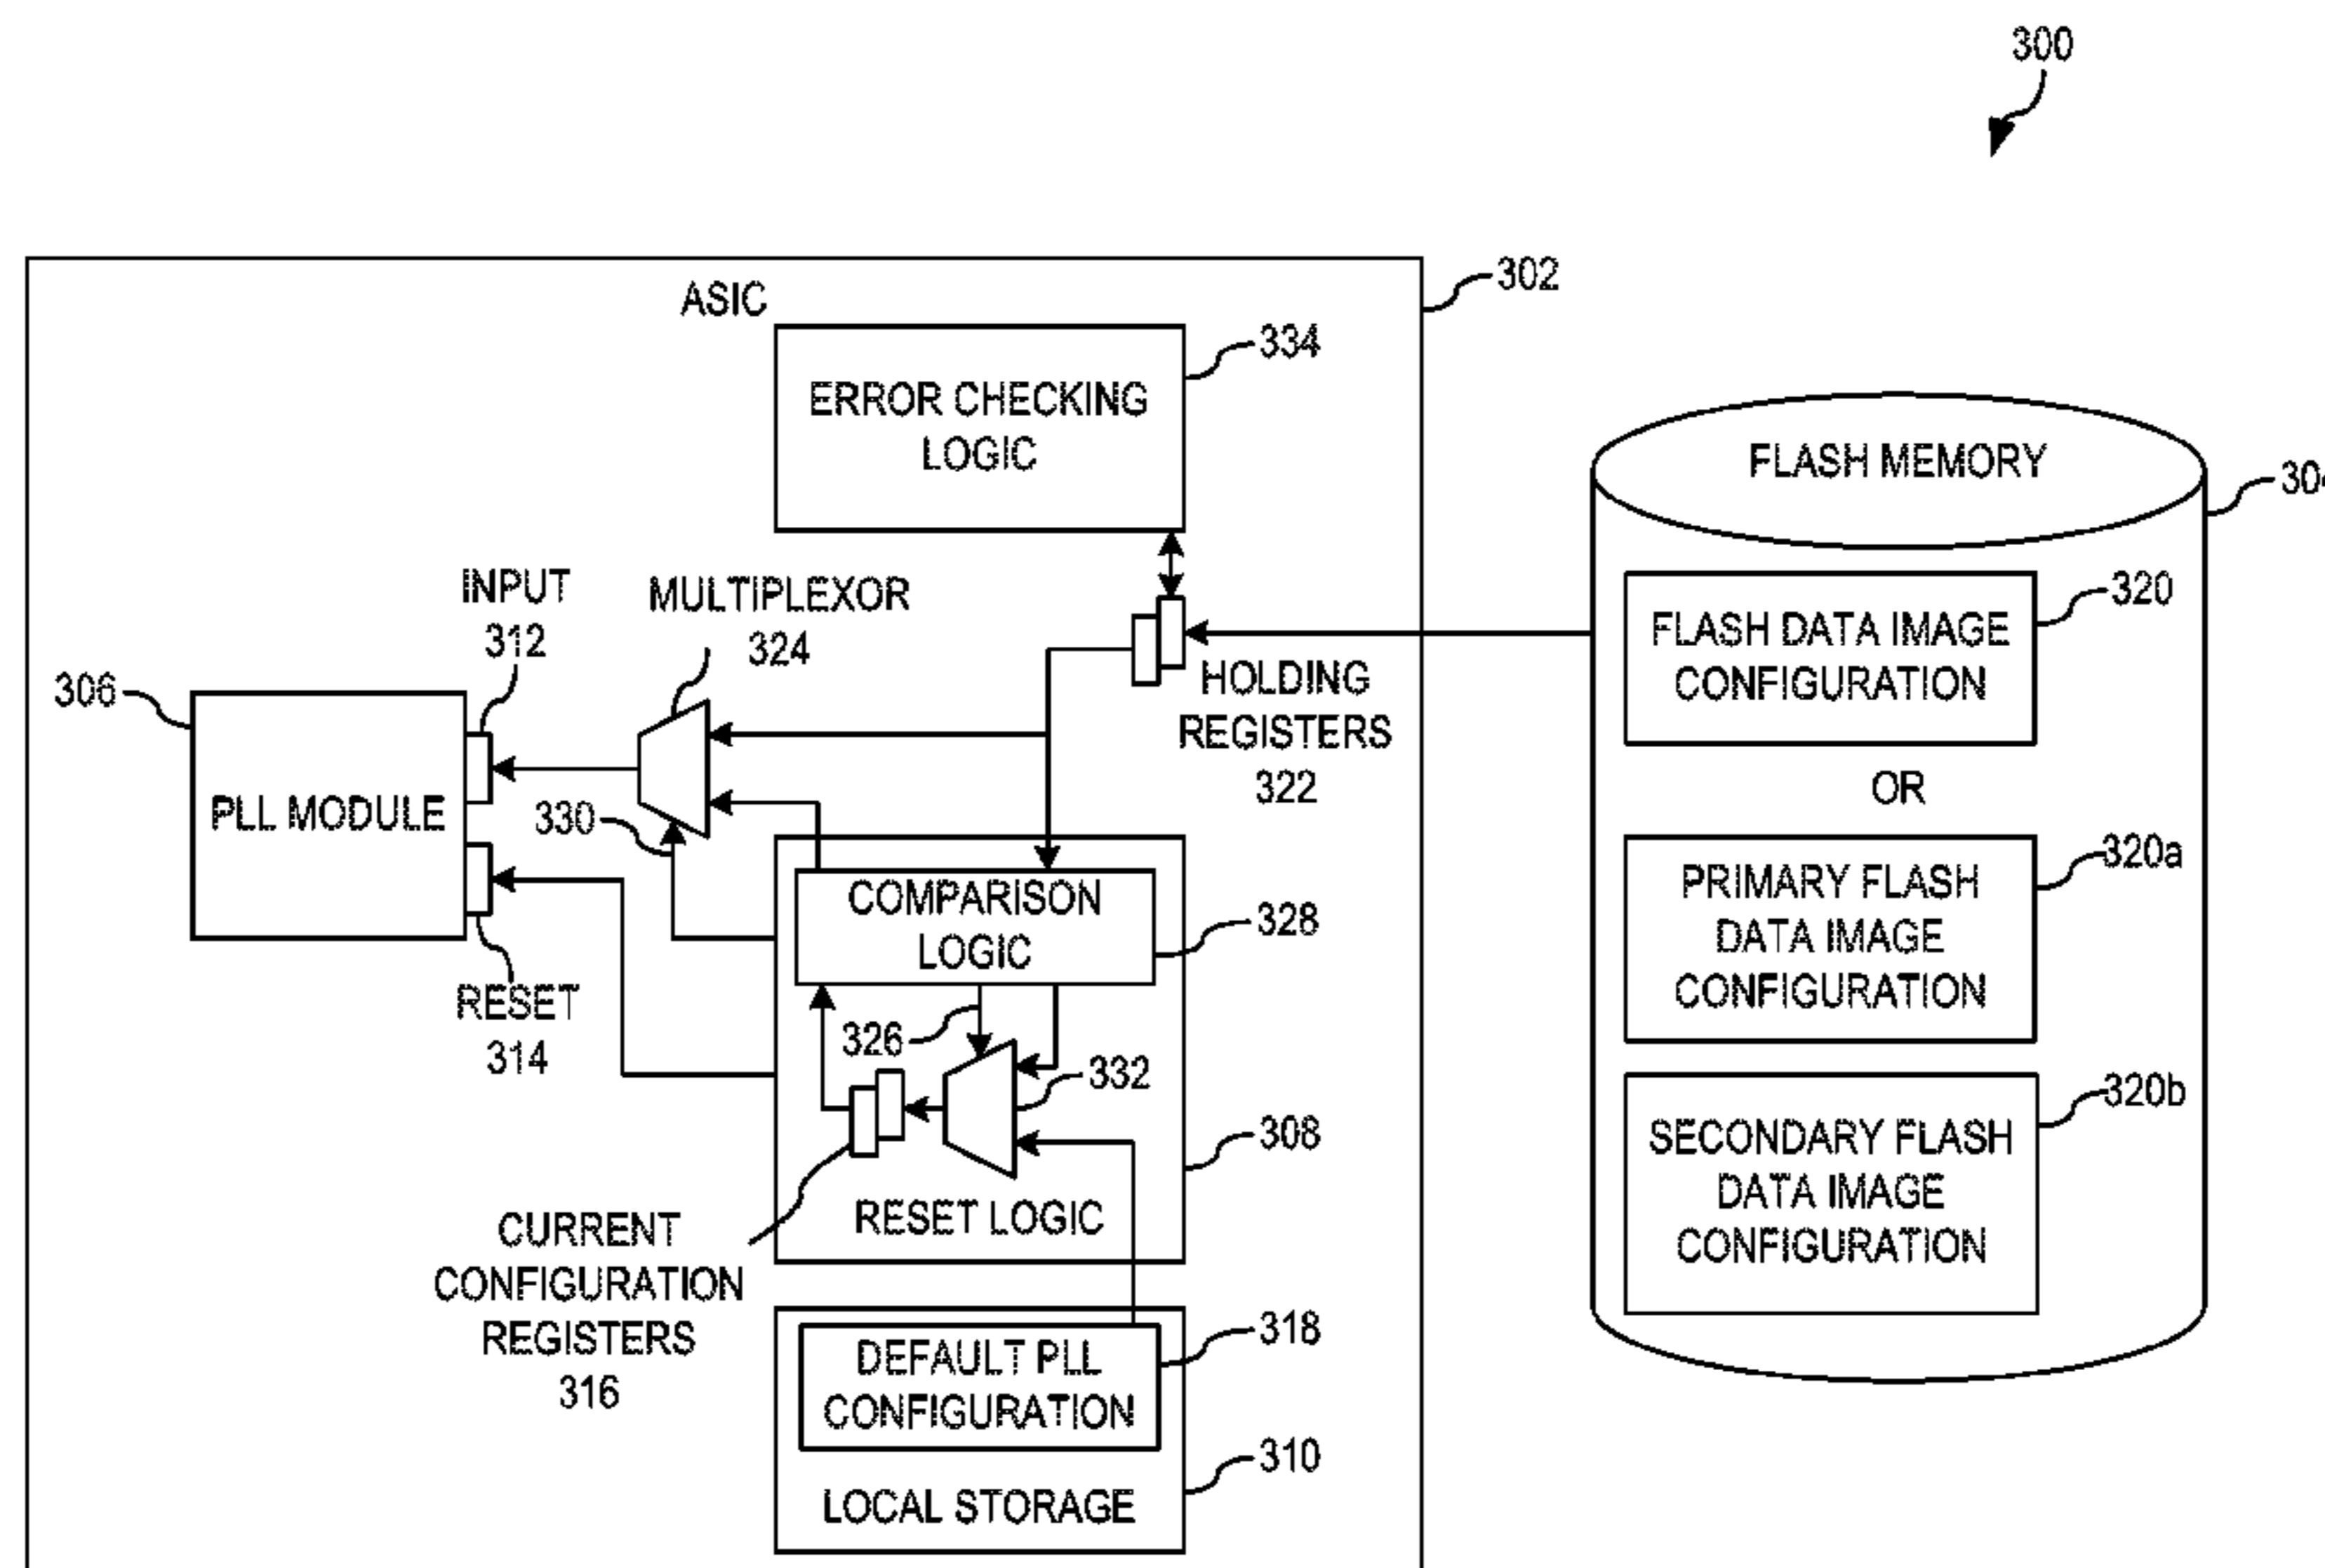 300
302
ASIC
334
ERROR CHECKING
LOGIC
FLASH MEMORY
INPUT
312
MULTIPLEXOR
324
320
FLASH DATA IMAGE
CONFIGURATION
306
HOLDING
REGISTERS
322
OR
PLL MODULE
330
320a
PRIMARY FLASH
DATA IMAGE
CONFIGURATION
COMPARISON
LOGIC
328
RESET
314
326
332
320b
SECONDARY FLASH
DATA IMAGE
CONFIGURATION
308
RESET LOGIC
CURRENT
CONFIGURATION
REGISTERS
316
318
DEFAULT PLL
CONFIGURATION
310
LOCAL STORAGE